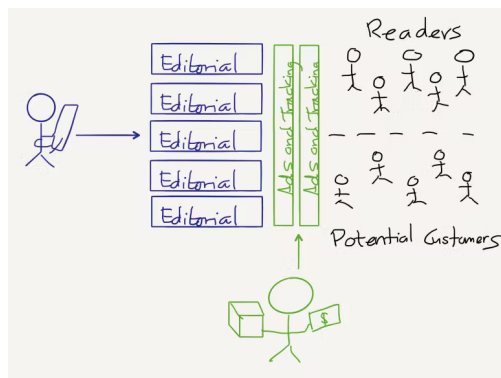 Readers
Editorial
Editorial
Editorial
Editorial
Editorial
Ads and Tracking
Ads and Tracking
Potential Customers
$